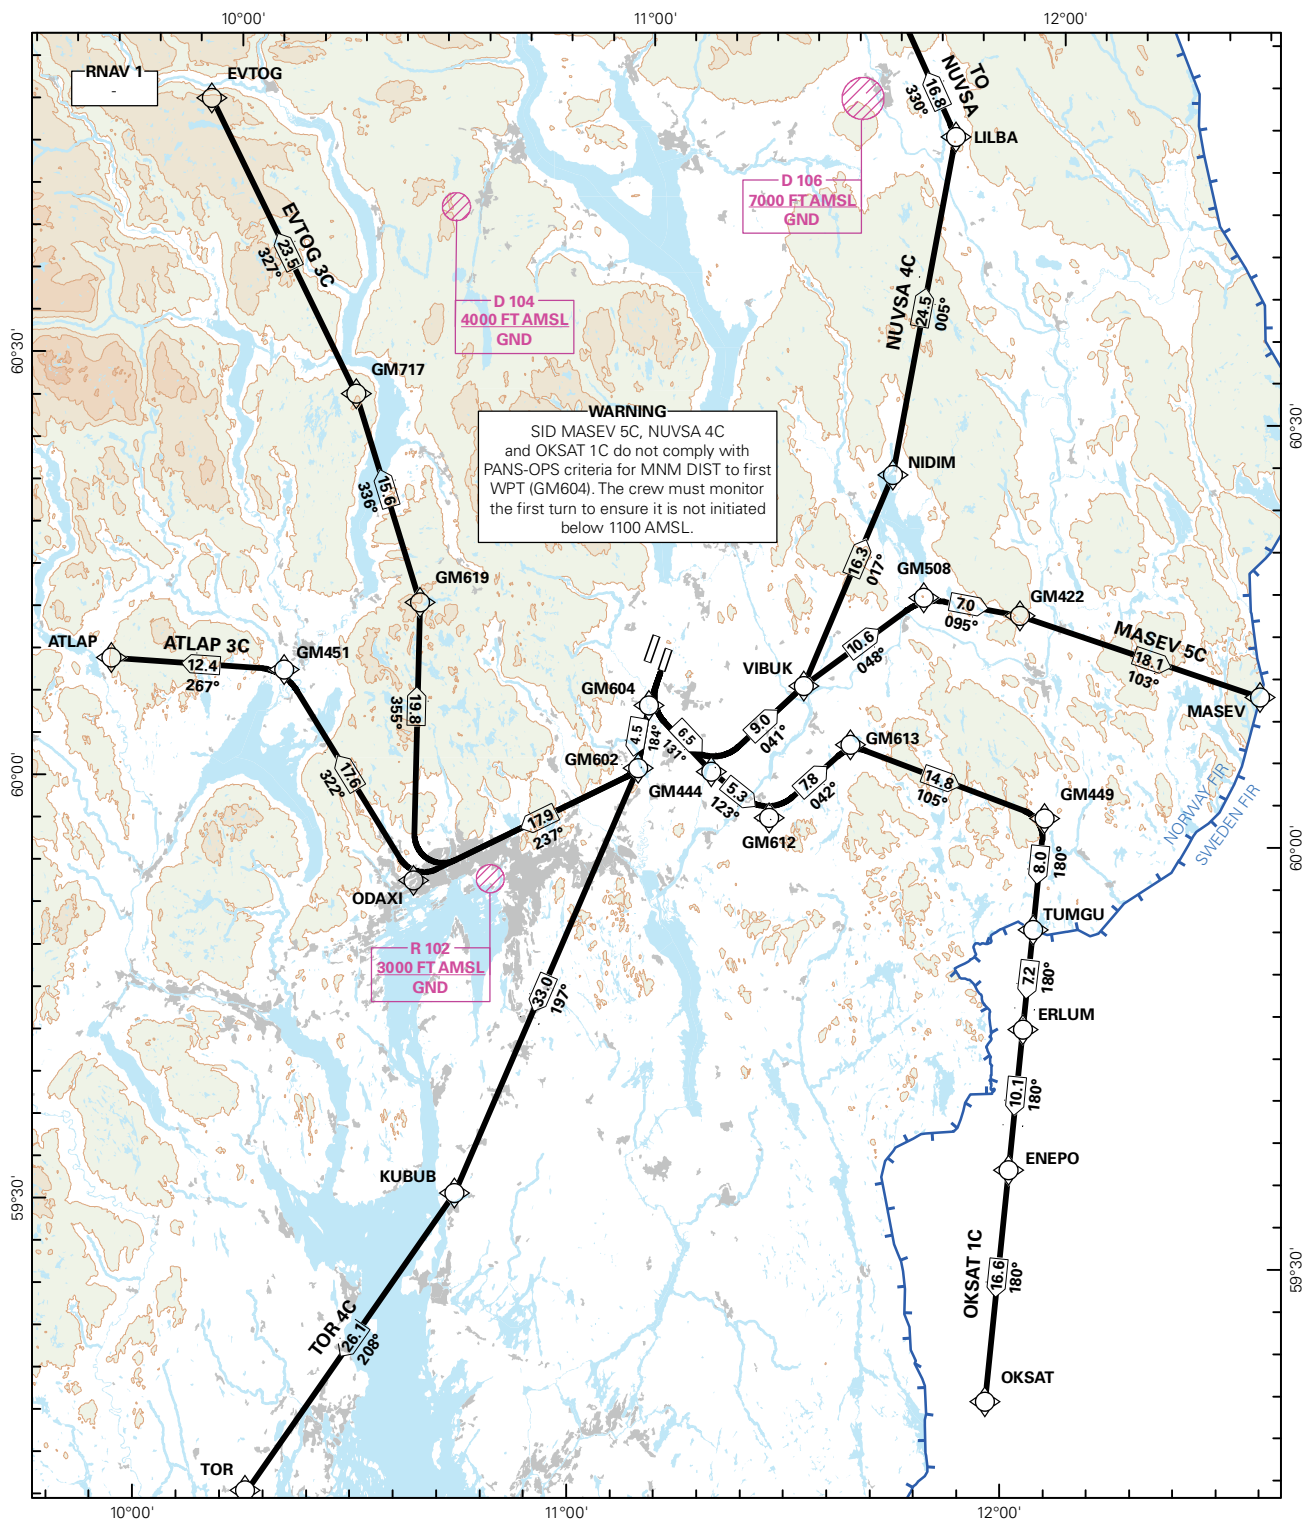 10°00'
11°00'
12°00'
RNAV 1
-
EVTOG
TO
NUVSA
16.8
330°
LILBA
D 106
7000 FT AMSL
GND
EVTOG 3C
23.5
327°
D 104
4000 FT AMSL
GND
NUVSA 4C
24.5
005°
60°30'
GM717
60°30'
WARNING
SID MASEV 5C, NUVSA 4C
and OKSAT 1C do not comply with
PANS-OPS criteria for MNM DIST to first
WPT (GM604). The crew must monitor
the first turn to ensure it is not initiated
below 1100 AMSL.
NIDIM
15.6
336°
16.3
017°
GM508
GM619
7.0
095°
GM422
ATLAP
ATLAP 3C
12.4
267°
GM451
10.6
048°
MASEV 5C
18.1
103°
VIBUK
MASEV
GM604
19.8
355°
4.5
184°
6.5
131°
9.0
041°
GM613
GM602
GM444
60°00'
17.6
322°
5.3
123°
7.8
042°
14.8
105°
GM449
NORWAY FIR
SWEDEN FIR
17.9
237°
GM612
60°00'
8.0
180°
ODAXI
TUMGU
R 102
3000 FT AMSL
GND
7.2
180°
33.0
197°
ERLUM
10.1
180°
ENEPO
KUBUB
59°30'
59°30'
OKSAT 1C
16.6
180°
TOR 4C
26.1
208°
OKSAT
TOR
10°00'
11°00'
12°00'